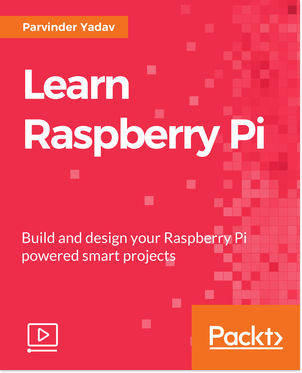 Parvinder Yadav
Learn
Raspberry Pi
Build and design your Raspberry Pi
powered smart projects
Packt>